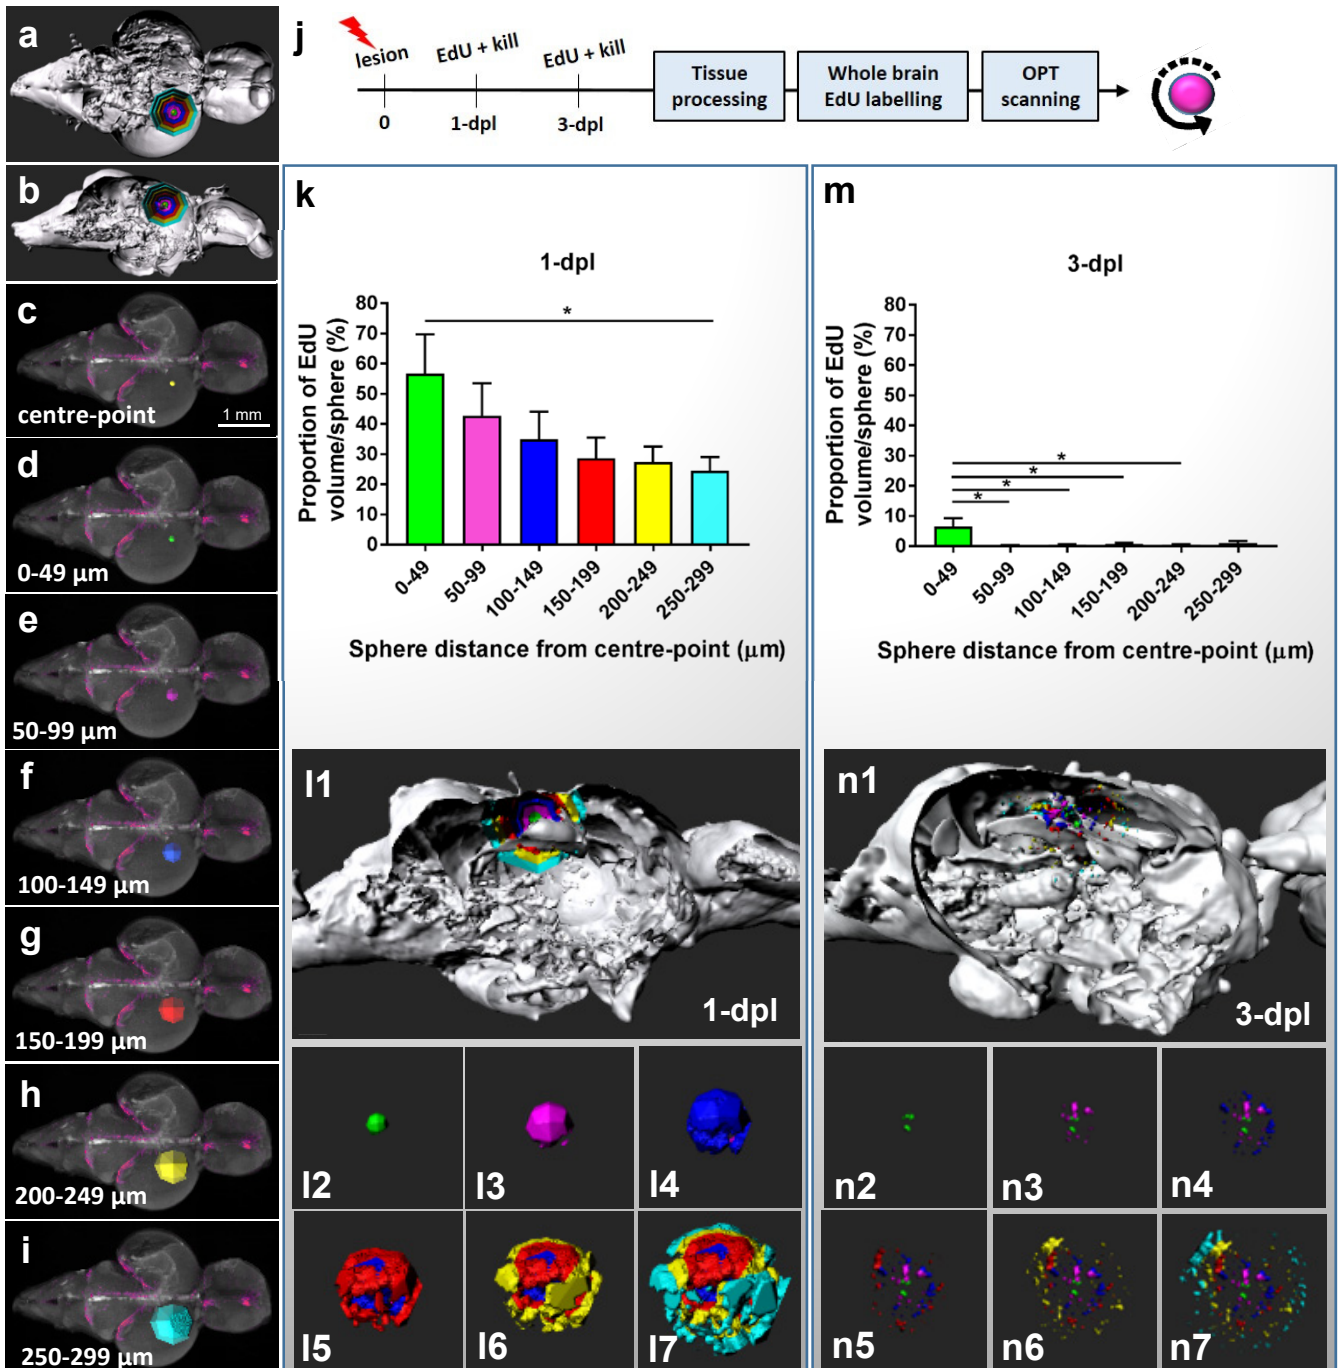 a
b
c
centre-point
1 mm
d
0-49 µm
e
50-99 µm
f
100-149 µm
g
150-199 µm
h
200-249 µm
i
250-299 µm
j
lesion
EdU + kill
EdU + kill
0
1-dpl
3-dpl
Tissue
processing
Whole brain
EdU labelling
OPT
scanning
k
1-dpl
Proportion of EdU
volume/sphere (%)
80
70
60
50
40
30
20
10
0
*
0-49
50-99
100-149
150-199
200-249
250-299
Sphere distance from centre-point (µm)
l1
1-dpl
l2
l3
l4
l5
l6
l7
m
3-dpl
Proportion of EdU
volume/sphere (%)
80
70
60
50
40
30
20
10
0
*
*
*
*
0-49
50-99
100-149
150-199
200-249
250-299
Sphere distance from centre-point (µm)
n1
3-dpl
n2
n3
n4
n5
n6
n7